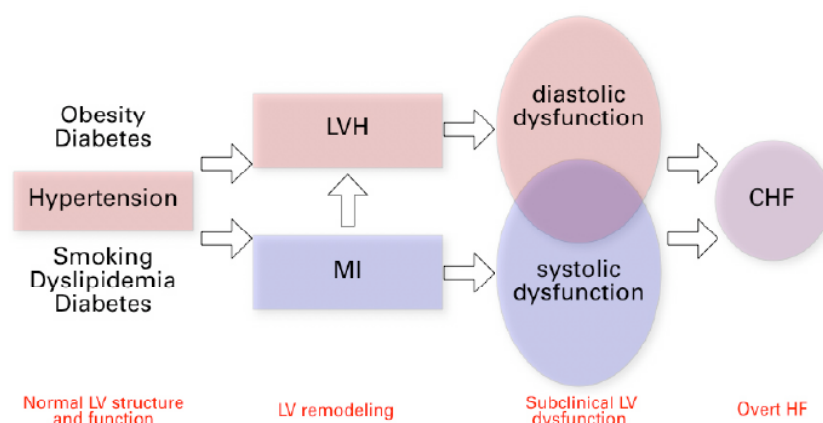 Obesity
Diabetes
Hypertension
Smoking
Dyslipidemia
Diabetes
LVH
MI
diastolic
dysfunction
systolic
dysfunction
CHF
Normal LV structure
and function
LV remodeling
Subclinical LV
dysfunction
Overt HF